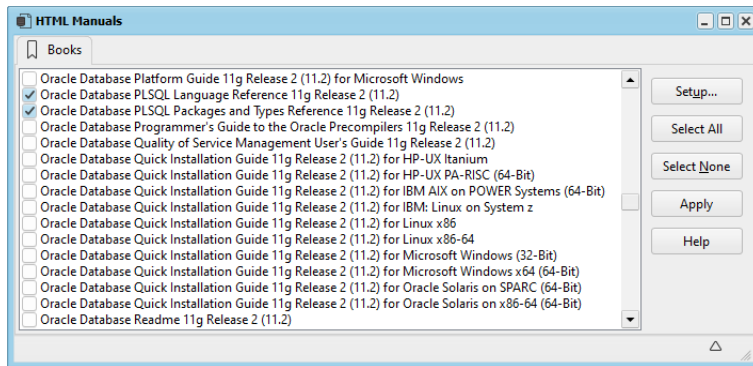 HTML Manuals
Books
Oracle Database Platform Guide 11g Release 2 (11.2) for Microsoft Windows
Oracle Database PLSQL Language Reference 11g Release 2 (11.2)
Oracle Database PLSQL Packages and Types Reference 11g Release 2 (11.2)
Oracle Database Programmer's Guide to the Oracle Precompilers 11g Release 2 (11.2)
Oracle Database Quality of Service Management User's Guide 11g Release 2 (11.2)
Oracle Database Quick Installation Guide 11g Release 2 (11.2) for HP-UX Itanium
Oracle Database Quick Installation Guide 11g Release 2 (11.2) for HP-UX PA-RISC (64-Bit)
Oracle Database Quick Installation Guide 11g Release 2 (11.2) for IBM AIX on POWER Systems (64-Bit)
Oracle Database Quick Installation Guide 11g Release 2 (11.2) for IBM: Linux on System z
Oracle Database Quick Installation Guide 11g Release 2 (11.2) for Linux x86
Oracle Database Quick Installation Guide 11g Release 2 (11.2) for Linux x86-64
Oracle Database Quick Installation Guide 11g Release 2 (11.2) for Microsoft Windows (32-Bit)
Oracle Database Quick Installation Guide 11g Release 2 (11.2) for Microsoft Windows x64 (64-Bit)
Oracle Database Quick Installation Guide 11g Release 2 (11.2) for Oracle Solaris on SPARC (64-Bit)
Oracle Database Quick Installation Guide 11g Release 2 (11.2) for Oracle Solaris on x86-64 (64-Bit)
Oracle Database Readme 11g Release 2 (11.2)
Setup...
Select All
Select None
Apply
Help